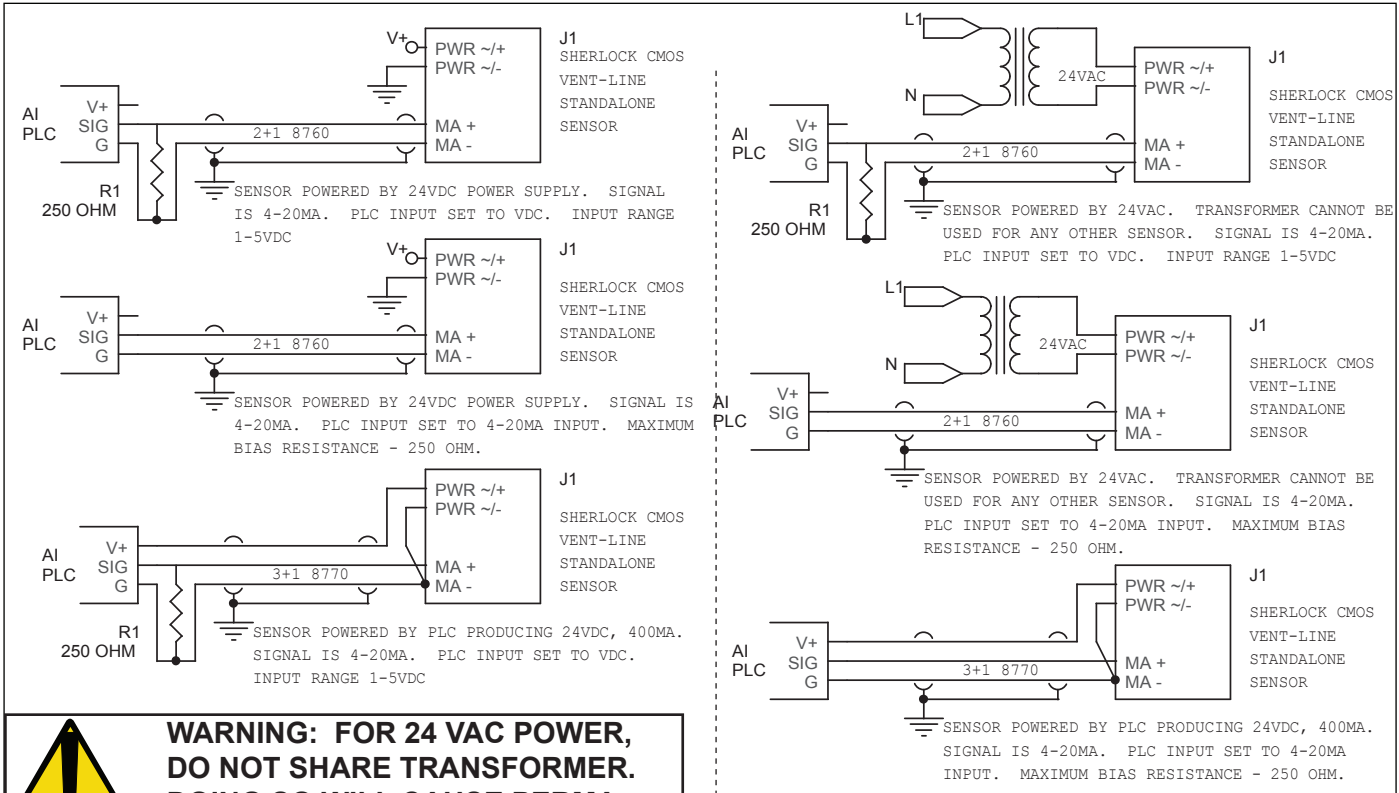 V+
PWR ~/+
PWR ~/-
MA +
MA -
J1
SHERLOCK CMOS
VENT-LINE
STANDALONE
SENSOR
AI
PLC
V+
SIG
G
2+1 8760
R1
250 OHM
SENSOR POWERED BY 24VDC POWER SUPPLY. SIGNAL
IS 4-20MA. PLC INPUT SET TO VDC. INPUT RANGE
1-5VDC
V+
PWR ~/+
PWR ~/-
MA +
MA -
J1
SHERLOCK CMOS
VENT-LINE
STANDALONE
SENSOR
AI
PLC
V+
SIG
G
2+1 8760
SENSOR POWERED BY 24VDC POWER SUPPLY. SIGNAL IS
4-20MA. PLC INPUT SET TO 4-20MA INPUT. MAXIMUM
BIAS RESISTANCE - 250 OHM.
PWR ~/+
PWR ~/-
MA +
MA -
J1
SHERLOCK CMOS
VENT-LINE
STANDALONE
SENSOR
AI
PLC
V+
SIG
G
3+1 8770
R1
250 OHM
SENSOR POWERED BY PLC PRODUCING 24VDC, 400MA.
SIGNAL IS 4-20MA. PLC INPUT SET TO VDC.
INPUT RANGE 1-5VDC
WARNING: FOR 24 VAC POWER,
DO NOT SHARE TRANSFORMER.
L1
N
24VAC
PWR ~/+
PWR ~/-
MA +
MA -
J1
SHERLOCK CMOS
VENT-LINE
STANDALONE
SENSOR
AI
PLC
V+
SIG
G
2+1 8760
R1
250 OHM
SENSOR POWERED BY 24VAC. TRANSFORMER CANNOT BE
USED FOR ANY OTHER SENSOR. SIGNAL IS 4-20MA.
PLC INPUT SET TO VDC. INPUT RANGE 1-5VDC
L1
N
24VAC
PWR ~/+
PWR ~/-
MA +
MA -
J1
SHERLOCK CMOS
VENT-LINE
STANDALONE
SENSOR
AI
PLC
V+
SIG
G
2+1 8760
SENSOR POWERED BY 24VAC. TRANSFORMER CANNOT BE
USED FOR ANY OTHER SENSOR. SIGNAL IS 4-20MA.
PLC INPUT SET TO 4-20MA INPUT. MAXIMUM BIAS
RESISTANCE - 250 OHM.
PWR ~/+
PWR ~/-
MA +
MA -
J1
SHERLOCK CMOS
VENT-LINE
STANDALONE
SENSOR
AI
PLC
V+
SIG
G
3+1 8770
SENSOR POWERED BY PLC PRODUCING 24VDC, 400MA.
SIGNAL IS 4-20MA. PLC INPUT SET TO 4-20MA
INPUT. MAXIMUM BIAS RESISTANCE - 250 OHM.